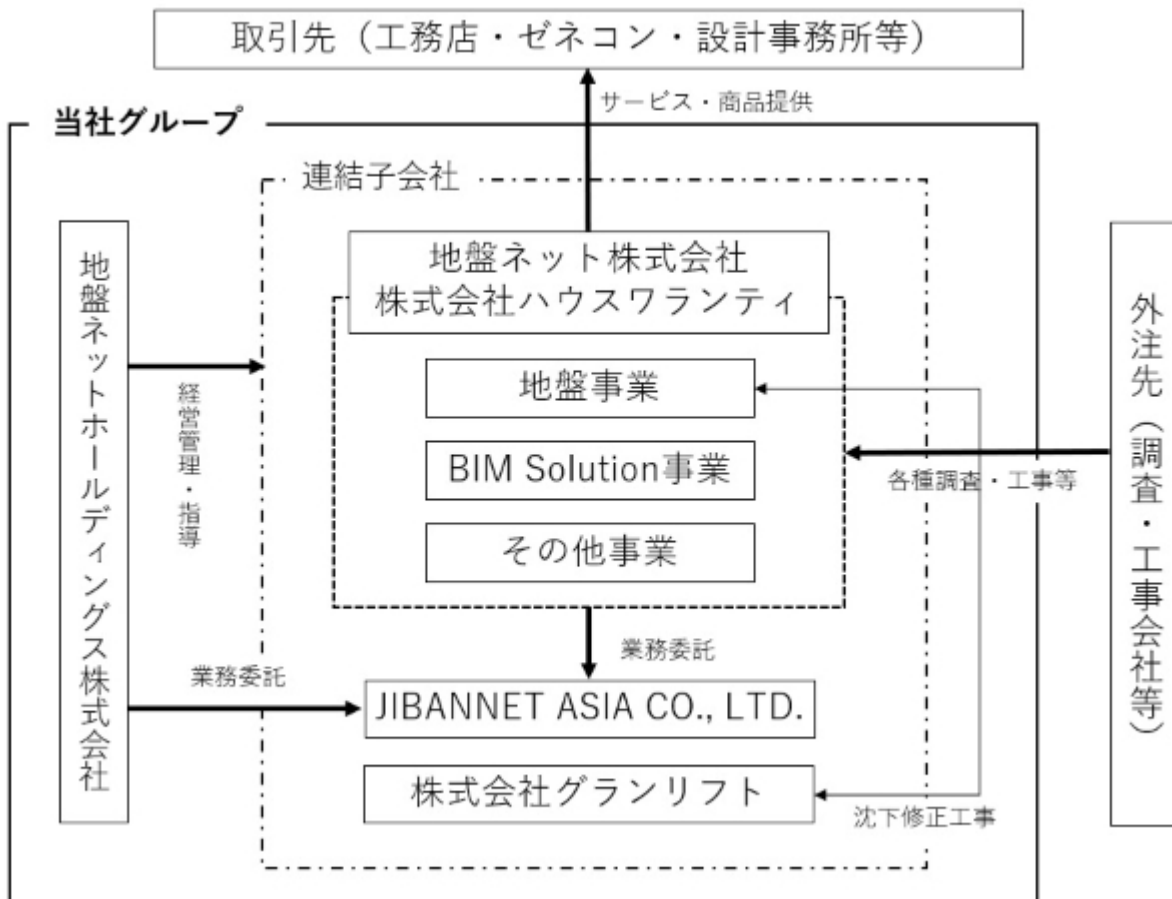 取引先（工務店・ゼネコン・設計事務所等）
サービス・商品提供
当社グループ
連結子会社
地盤ネットホールディングス株式会社
経営管理・指導
地盤ネット株式会社
株式会社ハウスワランティ
地盤事業
BIM Solution事業
その他事業
各種調査・工事等
外注先（調査・工事会社等）
業務委託
業務委託
JIBANNET ASIA CO., LTD.
株式会社グランリフト
沈下修正工事